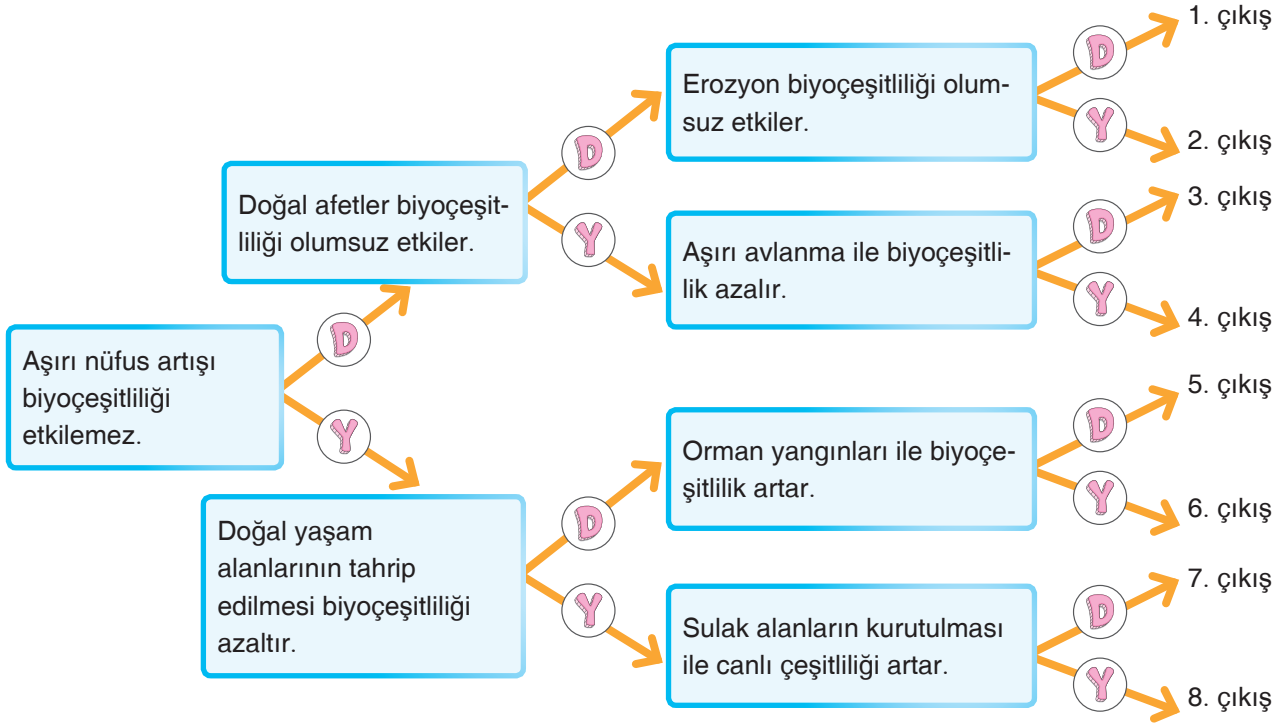 Aşırı nüfus artışı
biyoçeşitliliği
etkilemez.
D
Y
Doğal afetler biyoçeşit-
liliği olumsuz etkiler.
D
Y
Doğal yaşam
alanlarının tahrip
edilmesi biyoçeşitliliği
azaltır.
D
Y
Erozyon biyoçeşitliliği olum-
suz etkiler.
D
Y
1. çıkış
2. çıkış
Aşırı avlanma ile biyoçeşitli-
lik azalır.
D
Y
3. çıkış
4. çıkış
Orman yangınları ile biyoçe-
şitlilik artar.
D
Y
5. çıkış
6. çıkış
Sulak alanların kurutulması
ile canlı çeşitliliği artar.
D
Y
7. çıkış
8. çıkış